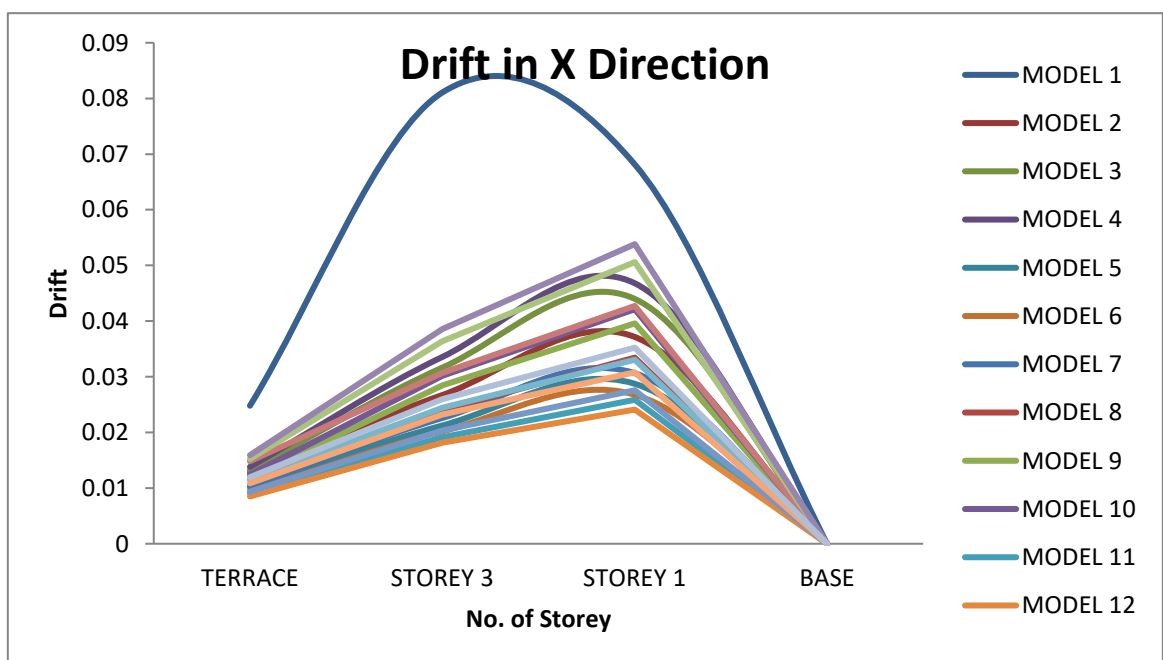 Drift in X Direction
0.09
0.08
0.07
0.06
0.05
0.04
0.03
0.02
0.01
0
Drift
TERRACE STOREY 3 STOREY 1 BASE
No. of Storey
MODEL 1
MODEL 2
MODEL 3
MODEL 4
MODEL 5
MODEL 6
MODEL 7
MODEL 8
MODEL 9
MODEL 10
MODEL 11
MODEL 12